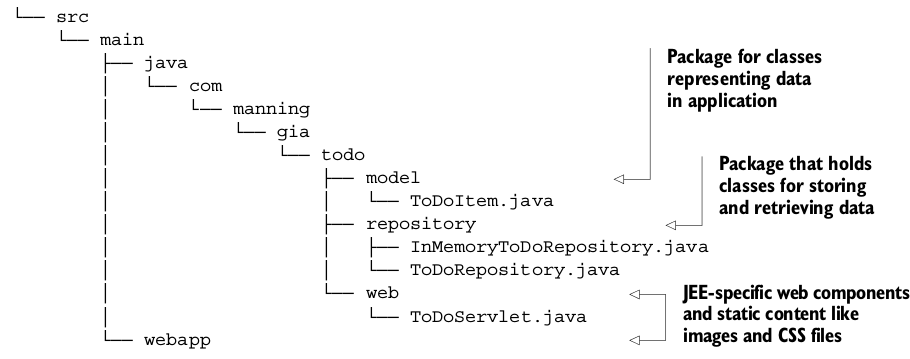 └── src
    └── main
        ├── java
        │   └── com
        │       └── manning
        │           └── gia
        │               └── todo
        │                   ├── model
        │                   │   └── ToDoItem.java
        │                   ├── repository
        │                   │   ├── InMemoryToDoRepository.java
        │                   │   └── ToDoRepository.java
        │                   └── web
        │                       └── ToDoServlet.java
        └── webapp
Package for classes
representing data
in application
Package that holds
classes for storing
and retrieving data
JEE-specific web components
and static content like
images and CSS files